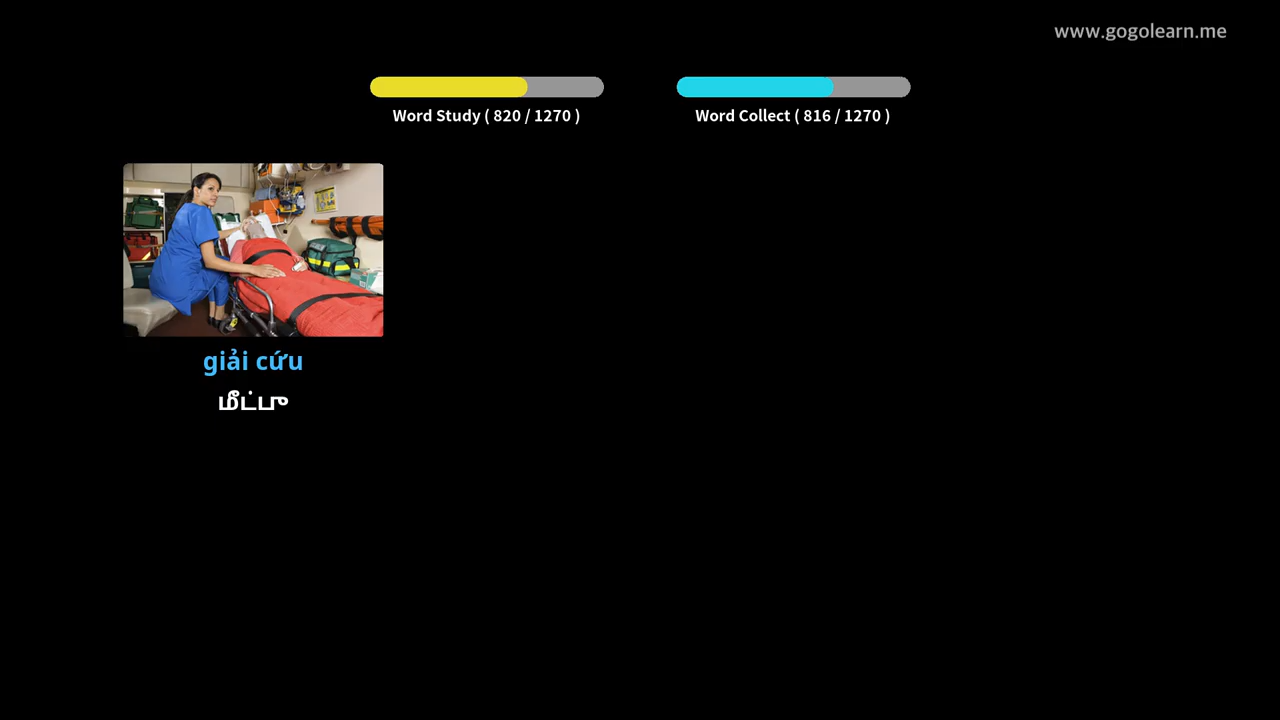 www.gogolearn.me
Word Study ( 820 / 1270 )
Word Collect ( 816 / 1270 )
giải cứu
மீட்பு